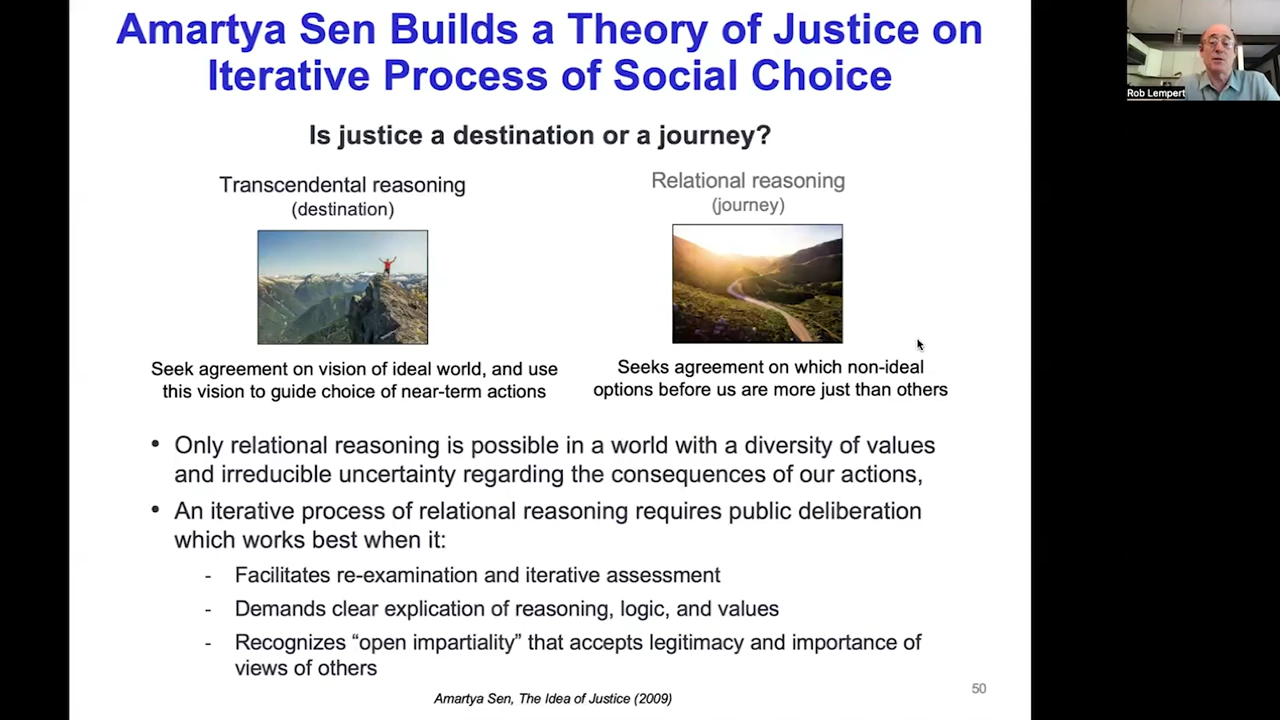 Amartya Sen Builds a Theory of Justice on
Iterative Process of Social Choice
Rob Lempert
Is justice a destination or a journey?
Transcendental reasoning
(destination)
Relational reasoning
(journey)
Seek agreement on vision of ideal world, and use
this vision to guide choice of near-term actions
Seeks agreement on which non-ideal
options before us are more just than others
• Only relational reasoning is possible in a world with a diversity of values
and irreducible uncertainty regarding the consequences of our actions,
• An iterative process of relational reasoning requires public deliberation
which works best when it:
- Facilitates re-examination and iterative assessment
- Demands clear explication of reasoning, logic, and values
- Recognizes “open impartiality” that accepts legitimacy and importance of
views of others
Amartya Sen, The Idea of Justice (2009)
50